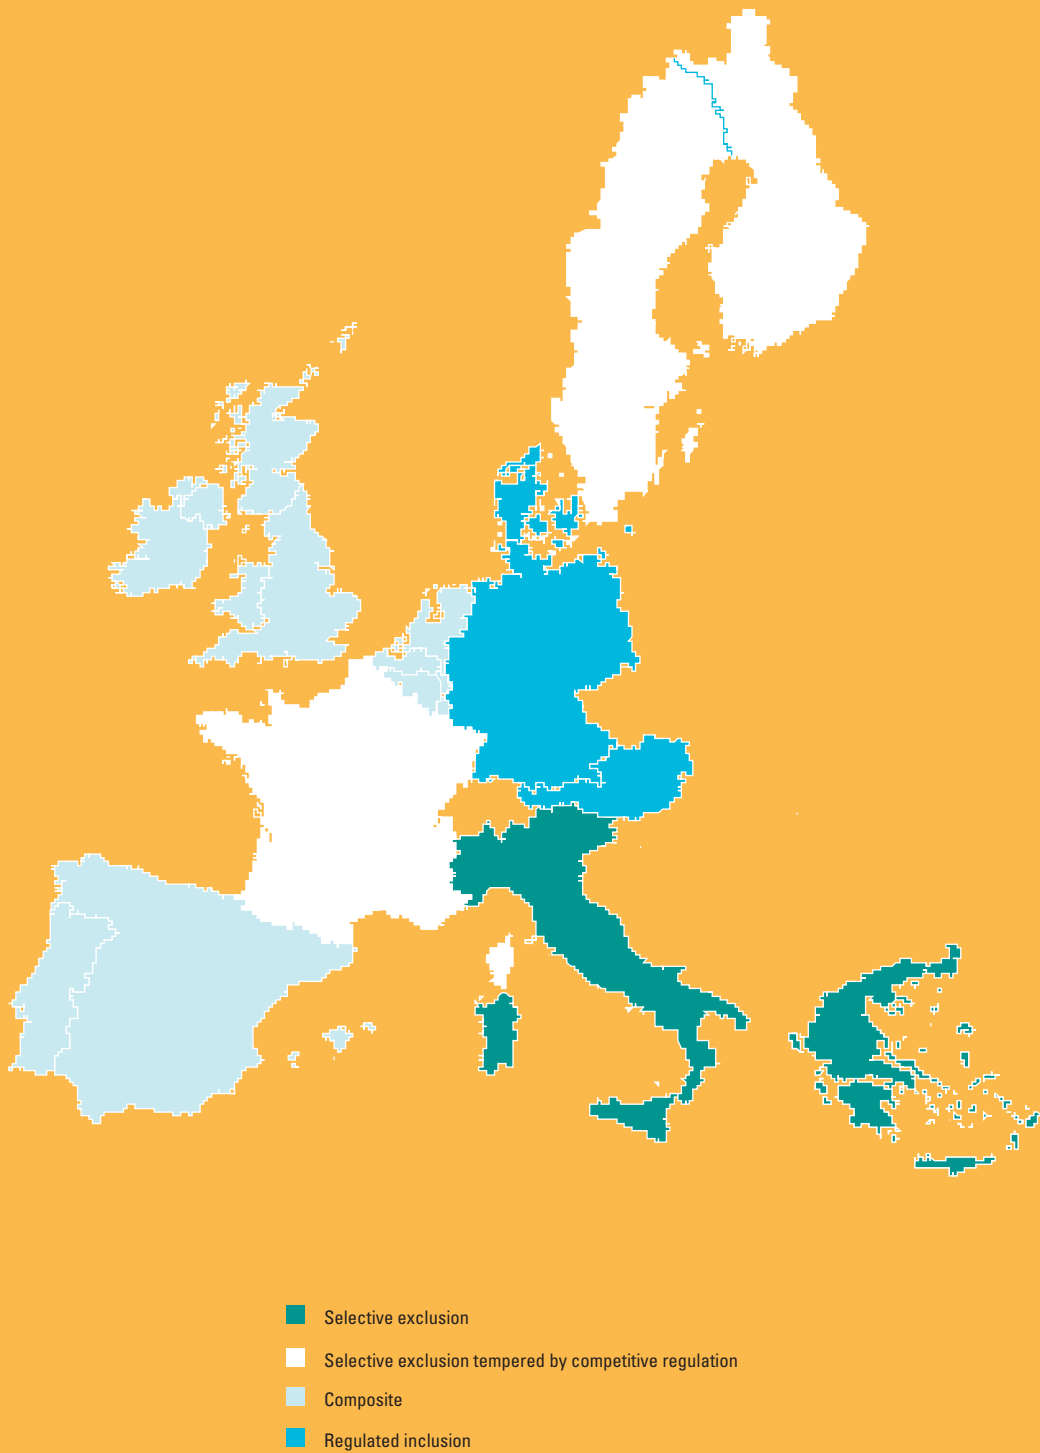 Selective exclusion
Selective exclusion tempered by competitive regulation
Composite
Regulated inclusion